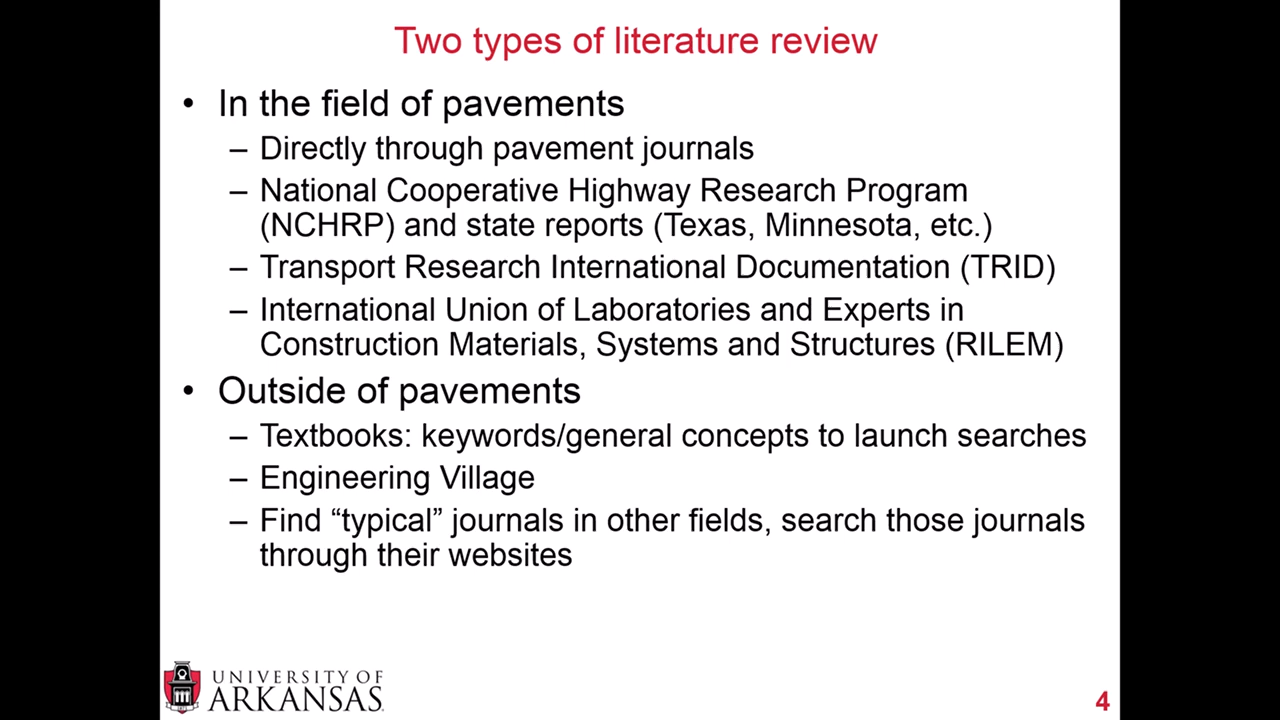 Two types of literature review
• In the field of pavements
– Directly through pavement journals
– National Cooperative Highway Research Program
(NCHRP) and state reports (Texas, Minnesota, etc.)
– Transport Research International Documentation (TRID)
– International Union of Laboratories and Experts in
Construction Materials, Systems and Structures (RILEM)
• Outside of pavements
– Textbooks: keywords/general concepts to launch searches
– Engineering Village
– Find “typical” journals in other fields, search those journals
through their websites
UNIVERSITY OF
ARKANSAS
4